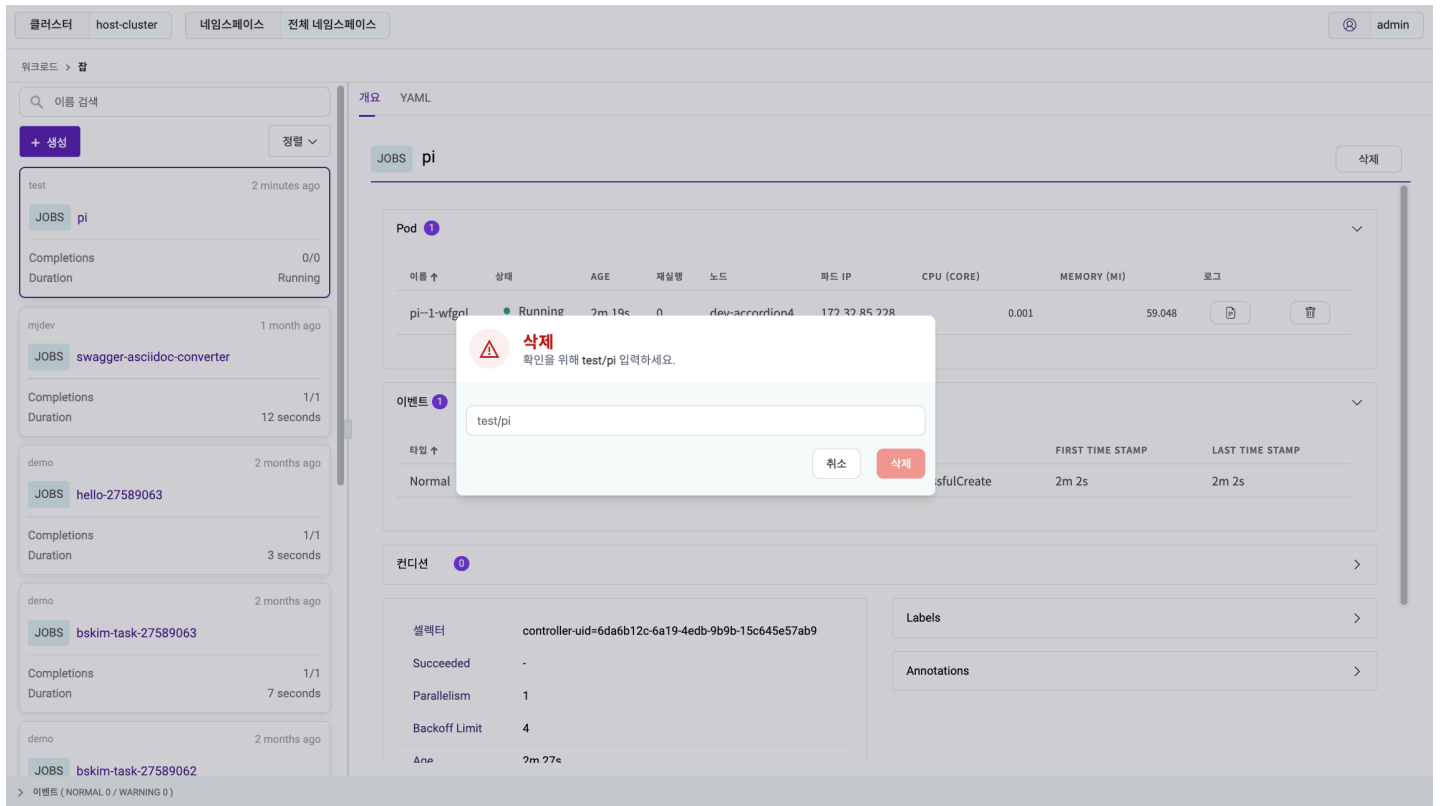 클러스터 host-cluster 네임스페이스 전체 네임스페이스 admin
워크로드 > 잡
이름 검색
+ 생성 정렬
test 2 minutes ago
JOBS pi
Completions 0/0
Duration Running
mjdev 1 month ago
JOBS swagger-asciidoc-converter
Completions 1/1
Duration 12 seconds
demo 2 months ago
JOBS hello-27589063
Completions 1/1
Duration 3 seconds
demo 2 months ago
JOBS bskim-task-27589063
Completions 1/1
Duration 7 seconds
demo 2 months ago
JOBS bskim-task-27589062
개요 YAML
JOBS pi 삭제
Pod 1
이름 ↑ 상태 AGE 재실행 노드 파드 IP CPU (CORE) MEMORY (MI) 로그
pi--1-wfgql Running 2m 19s 0 dev-accordion4 172.32.85.228 0.001 59.048
삭제
확인을 위해 test/pi 입력하세요.
test/pi
취소 삭제
이벤트 1
타입 ↑ FIRST TIME STAMP LAST TIME STAMP
Normal ssfulCreate 2m 2s 2m 2s
컨디션 0
셀렉터 controller-uid=6da6b12c-6a19-4edb-9b9b-15c645e57ab9
Succeeded -
Parallelism 1
Backoff Limit 4
Age 2m 27s
Labels
Annotations
> 이벤트 ( NORMAL 0 / WARNING 0 )